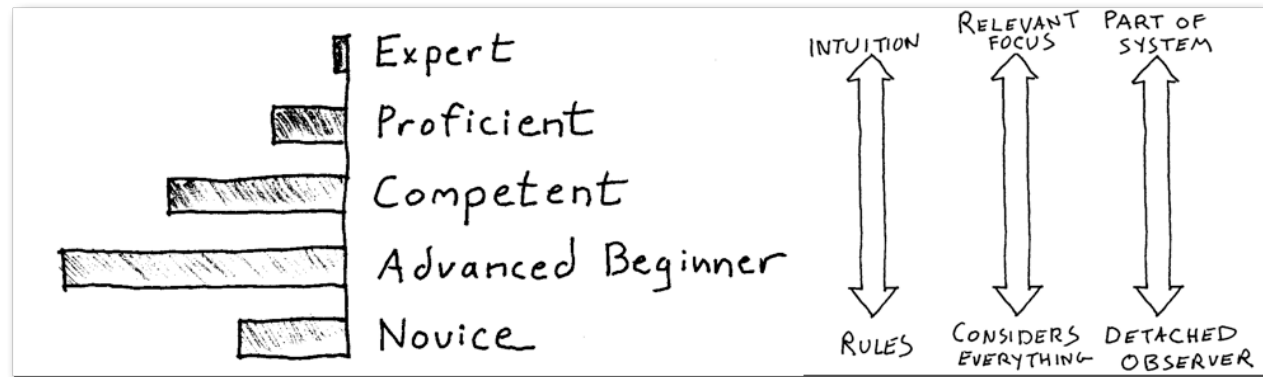 Expert
Proficient
Competent
Advanced Beginner
Novice
INTUITION
RULES
RELEVANT
FOCUS
CONSIDERS
EVERYTHING
PART OF
SYSTEM
DETACHED
OBSERVER